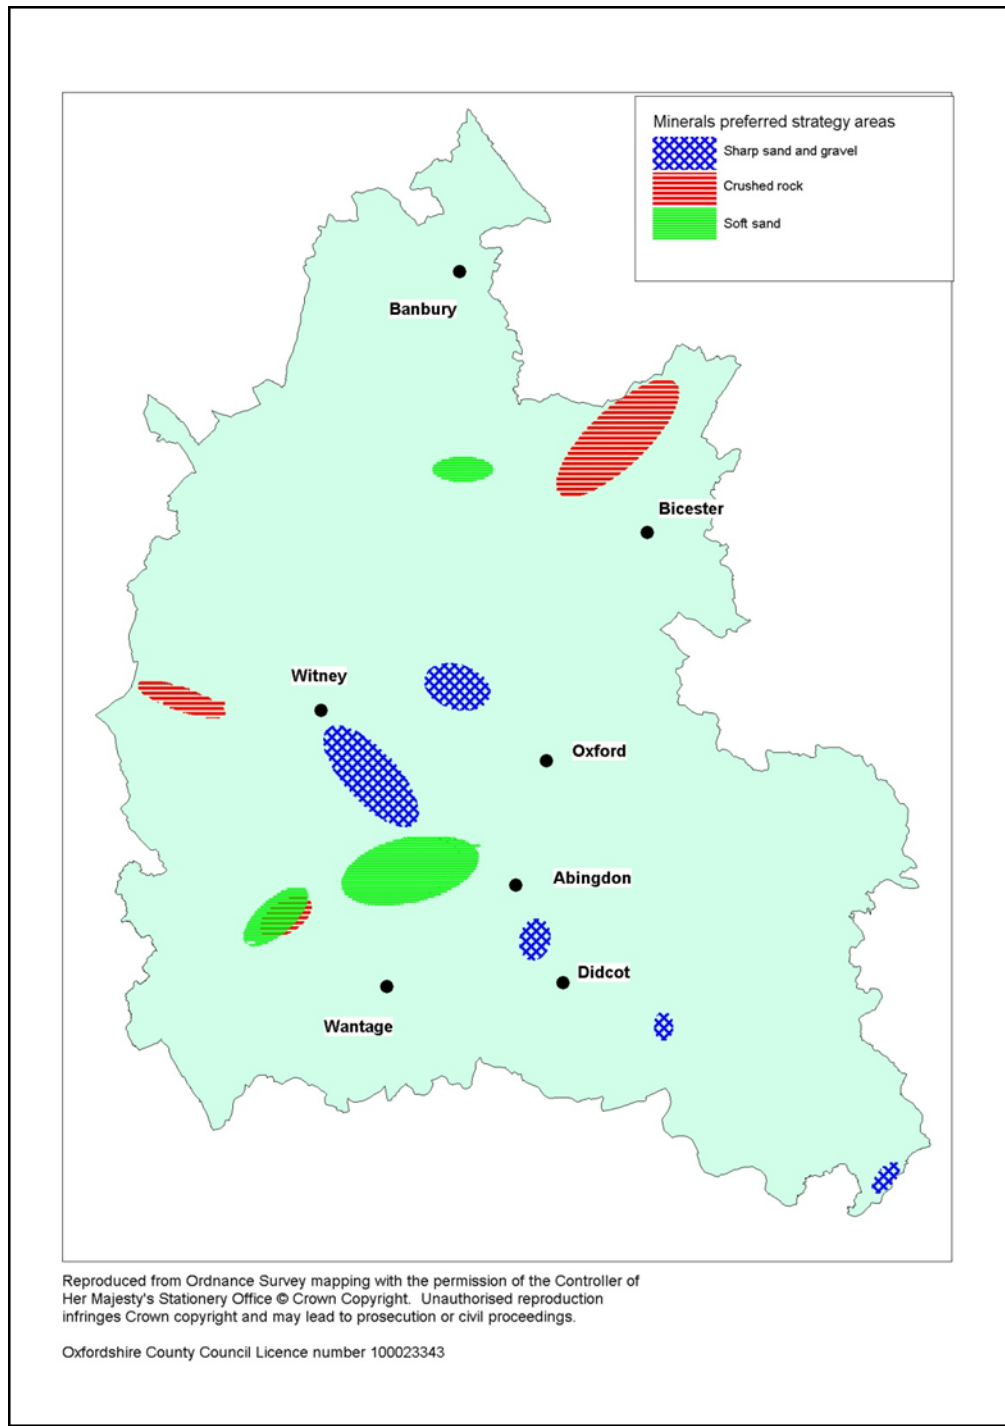 Minerals preferred strategy areas
Sharp sand and gravel
Crushed rock
Soft sand
Banbury
Bicester
Witney
Oxford
Abingdon
Didcot
Wantage
Reproduced from Ordnance Survey mapping with the permission of the Controller of
Her Majesty's Stationery Office © Crown Copyright.  Unauthorised reproduction
infringes Crown copyright and may lead to prosecution or civil proceedings.
Oxfordshire County Council Licence number 100023343